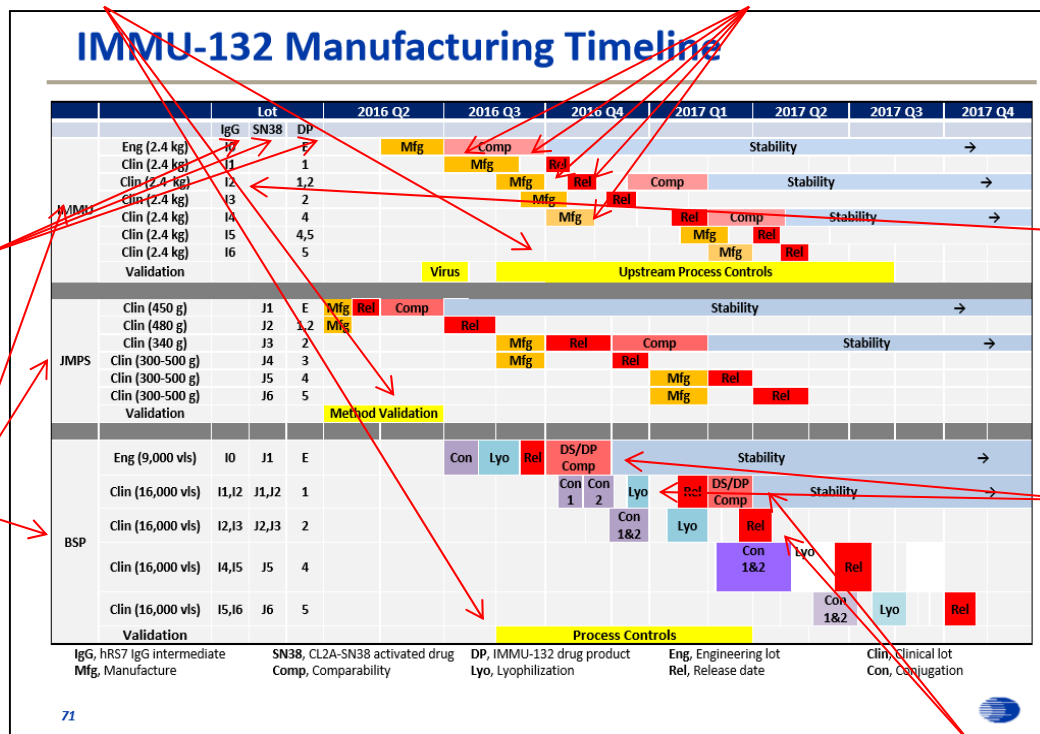 IMMU-132 Manufacturing Timeline
Lot 2016 Q2 2016 Q3 2016 Q4 2017 Q1 2017 Q2 2017 Q3 2017 Q4
IgG SN38 DP
Eng (2.4 kg) I0 E Mfg Comp Stability →
Clin (2.4 kg) I1 1 Mfg Rel
Clin (2.4 kg) I2 1,2 Mfg Rel Comp Stability →
Clin (2.4 kg) I3 2 Mfg Rel
IMMU
Clin (2.4 kg) I4 4 Mfg Rel Comp Stability →
Clin (2.4 kg) I5 4,5 Mfg Rel
Clin (2.4 kg) I6 5 Mfg Rel
Validation Virus Upstream Process Controls
Clin (450 g) J1 E Mfg Rel Comp Stability →
Clin (480 g) J2 1,2 Mfg Rel
Clin (340 g) J3 2 Mfg Rel Comp Stability →
JMPS Clin (300-500 g) J4 3 Mfg Rel
Clin (300-500 g) J5 4 Mfg Rel
Clin (300-500 g) J6 5 Mfg Rel
Validation Method Validation
Eng (9,000 vls) I0 J1 E Con Lyo Rel DS/DP Comp Stability →
Clin (16,000 vls) I1,I2 J1,J2 1 Con 1 Con 2 Lyo Rel DS/DP Comp Stability →
Clin (16,000 vls) I2,I3 J2,J3 2 Con 1&2 Lyo Rel
BSP
Clin (16,000 vls) I4,I5 J5 4 Con 1&2 Lyo Rel
Clin (16,000 vls) I5,I6 J6 5 Con 1&2 Lyo Rel
Validation Process Controls
IgG, hRS7 IgG intermediate SN38, CL2A-SN38 activated drug DP, IMMU-132 drug product Eng, Engineering lot Clin, Clinical lot
Mfg, Manufacture Comp, Comparability Lyo, Lyophilization Rel, Release date Con, Conjugation
71